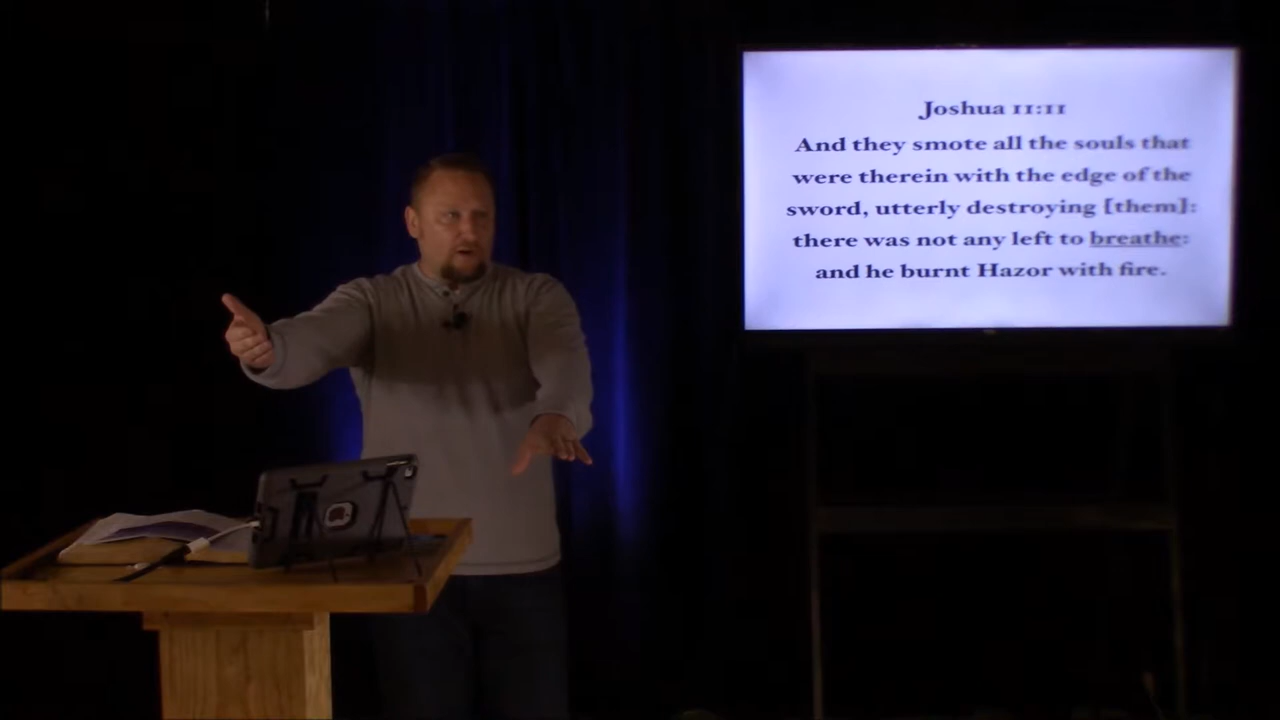 Joshua 11:11
And they smote all the souls that
were therein with the edge of the
sword, utterly destroying [them]:
there was not any left to breathe:
and he burnt Hazor with fire.